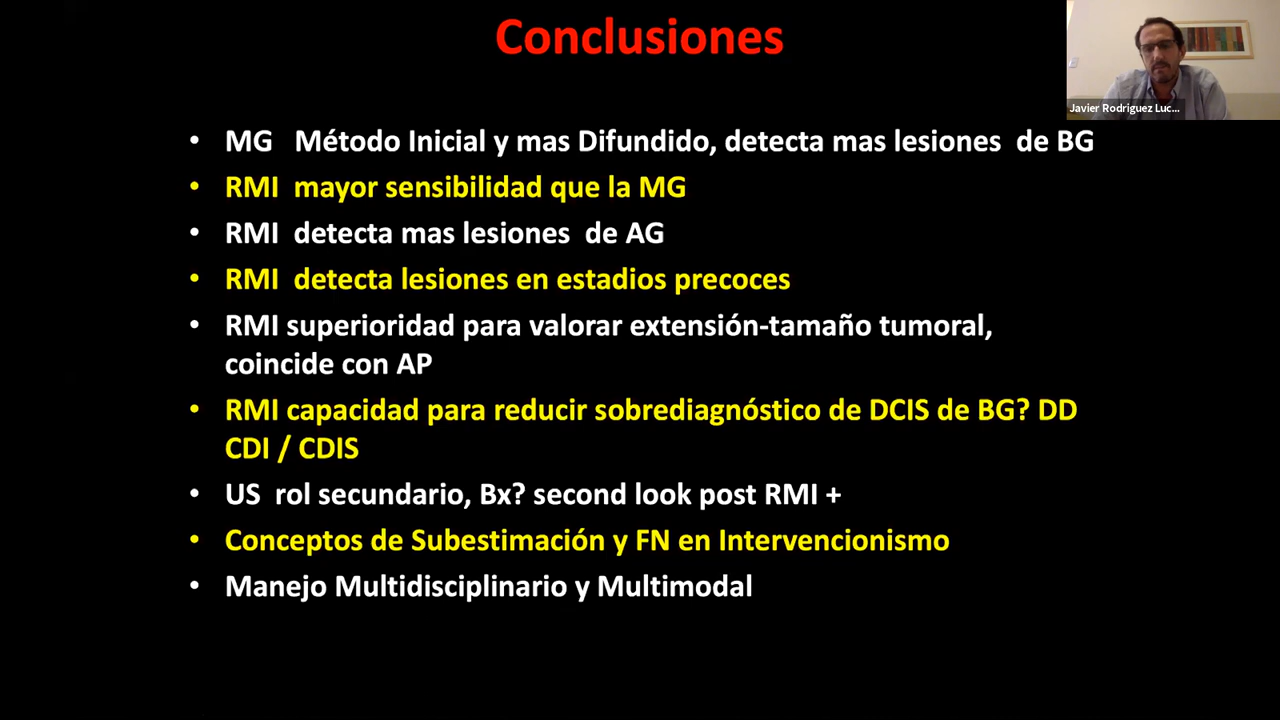 Conclusiones
Javier Rodríguez Luc...
• MG Método Inicial y mas Difundido, detecta mas lesiones de BG
• RMI mayor sensibilidad que la MG
• RMI detecta mas lesiones de AG
• RMI detecta lesiones en estadios precoces
• RMI superioridad para valorar extensión-tamaño tumoral,
coincide con AP
• RMI capacidad para reducir sobrediagnóstico de DCIS de BG? DD
CDI / CDIS
• US rol secundario, Bx? second look post RMI +
• Conceptos de Subestimación y FN en Intervencionismo
• Manejo Multidisciplinario y Multimodal